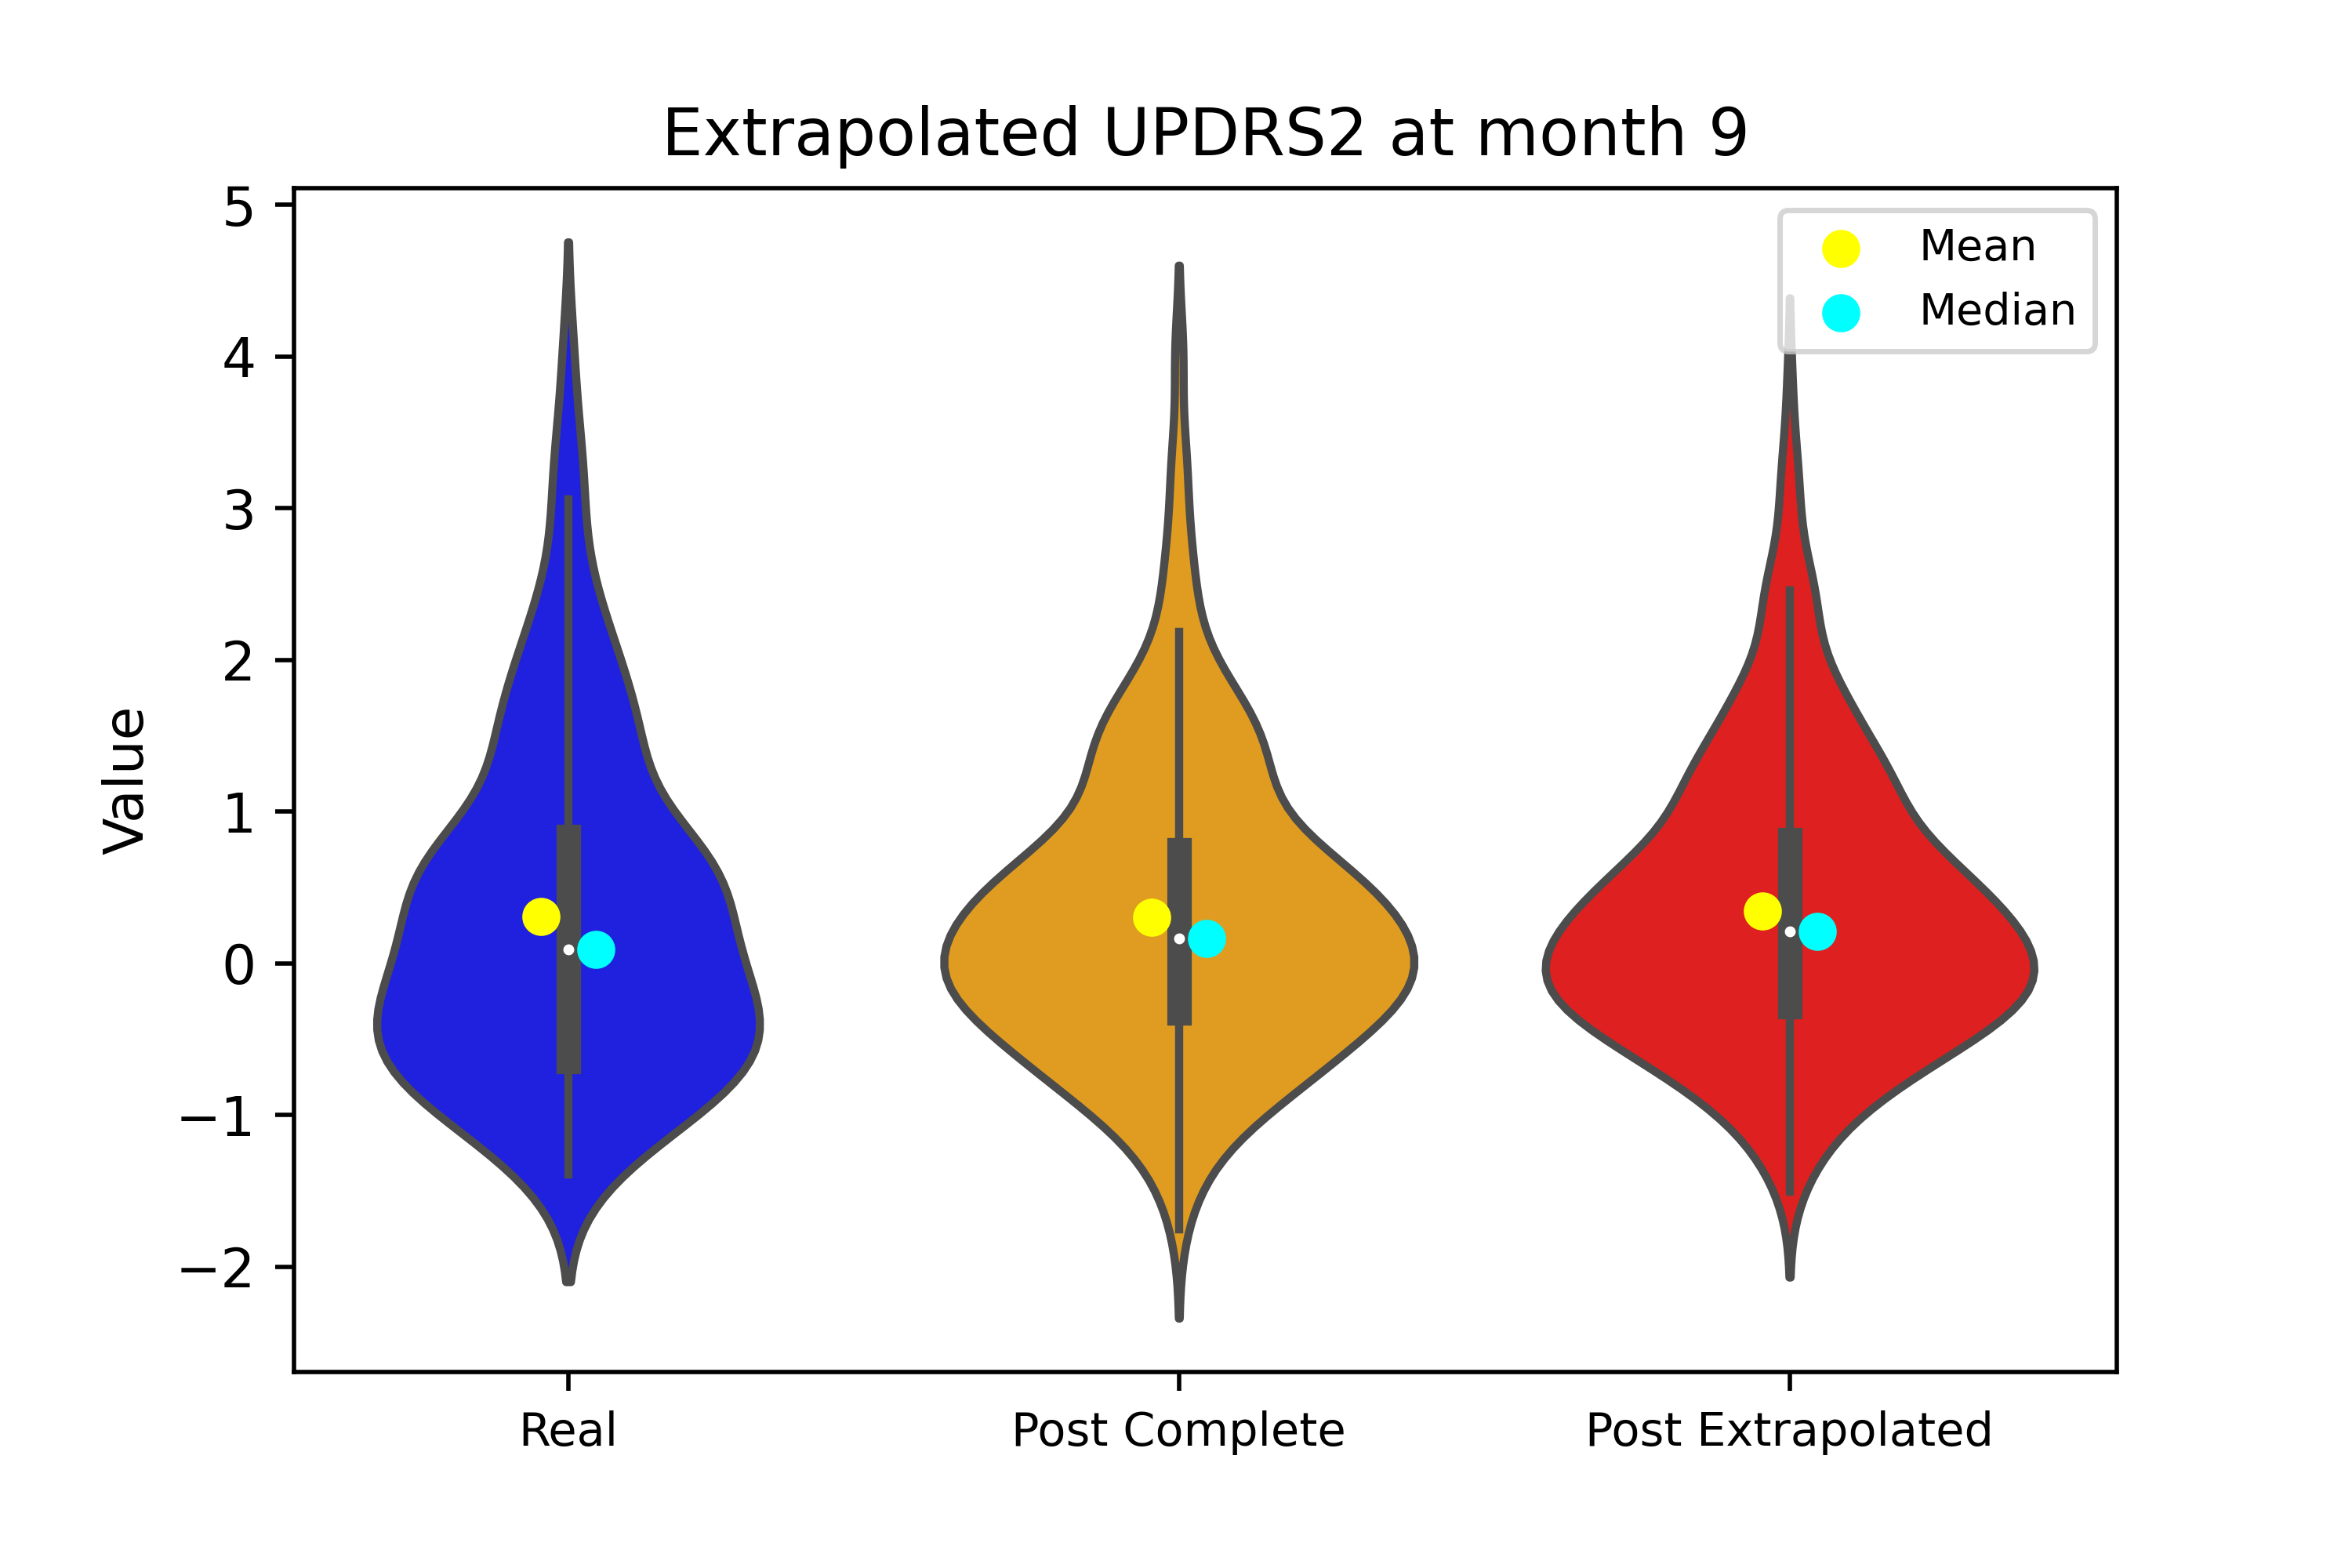 Extrapolated UPDRS2 at month 9
Mean
Median
5
4
3
2
1
0
−1
−2
Value
Real
Post Complete
Post Extrapolated